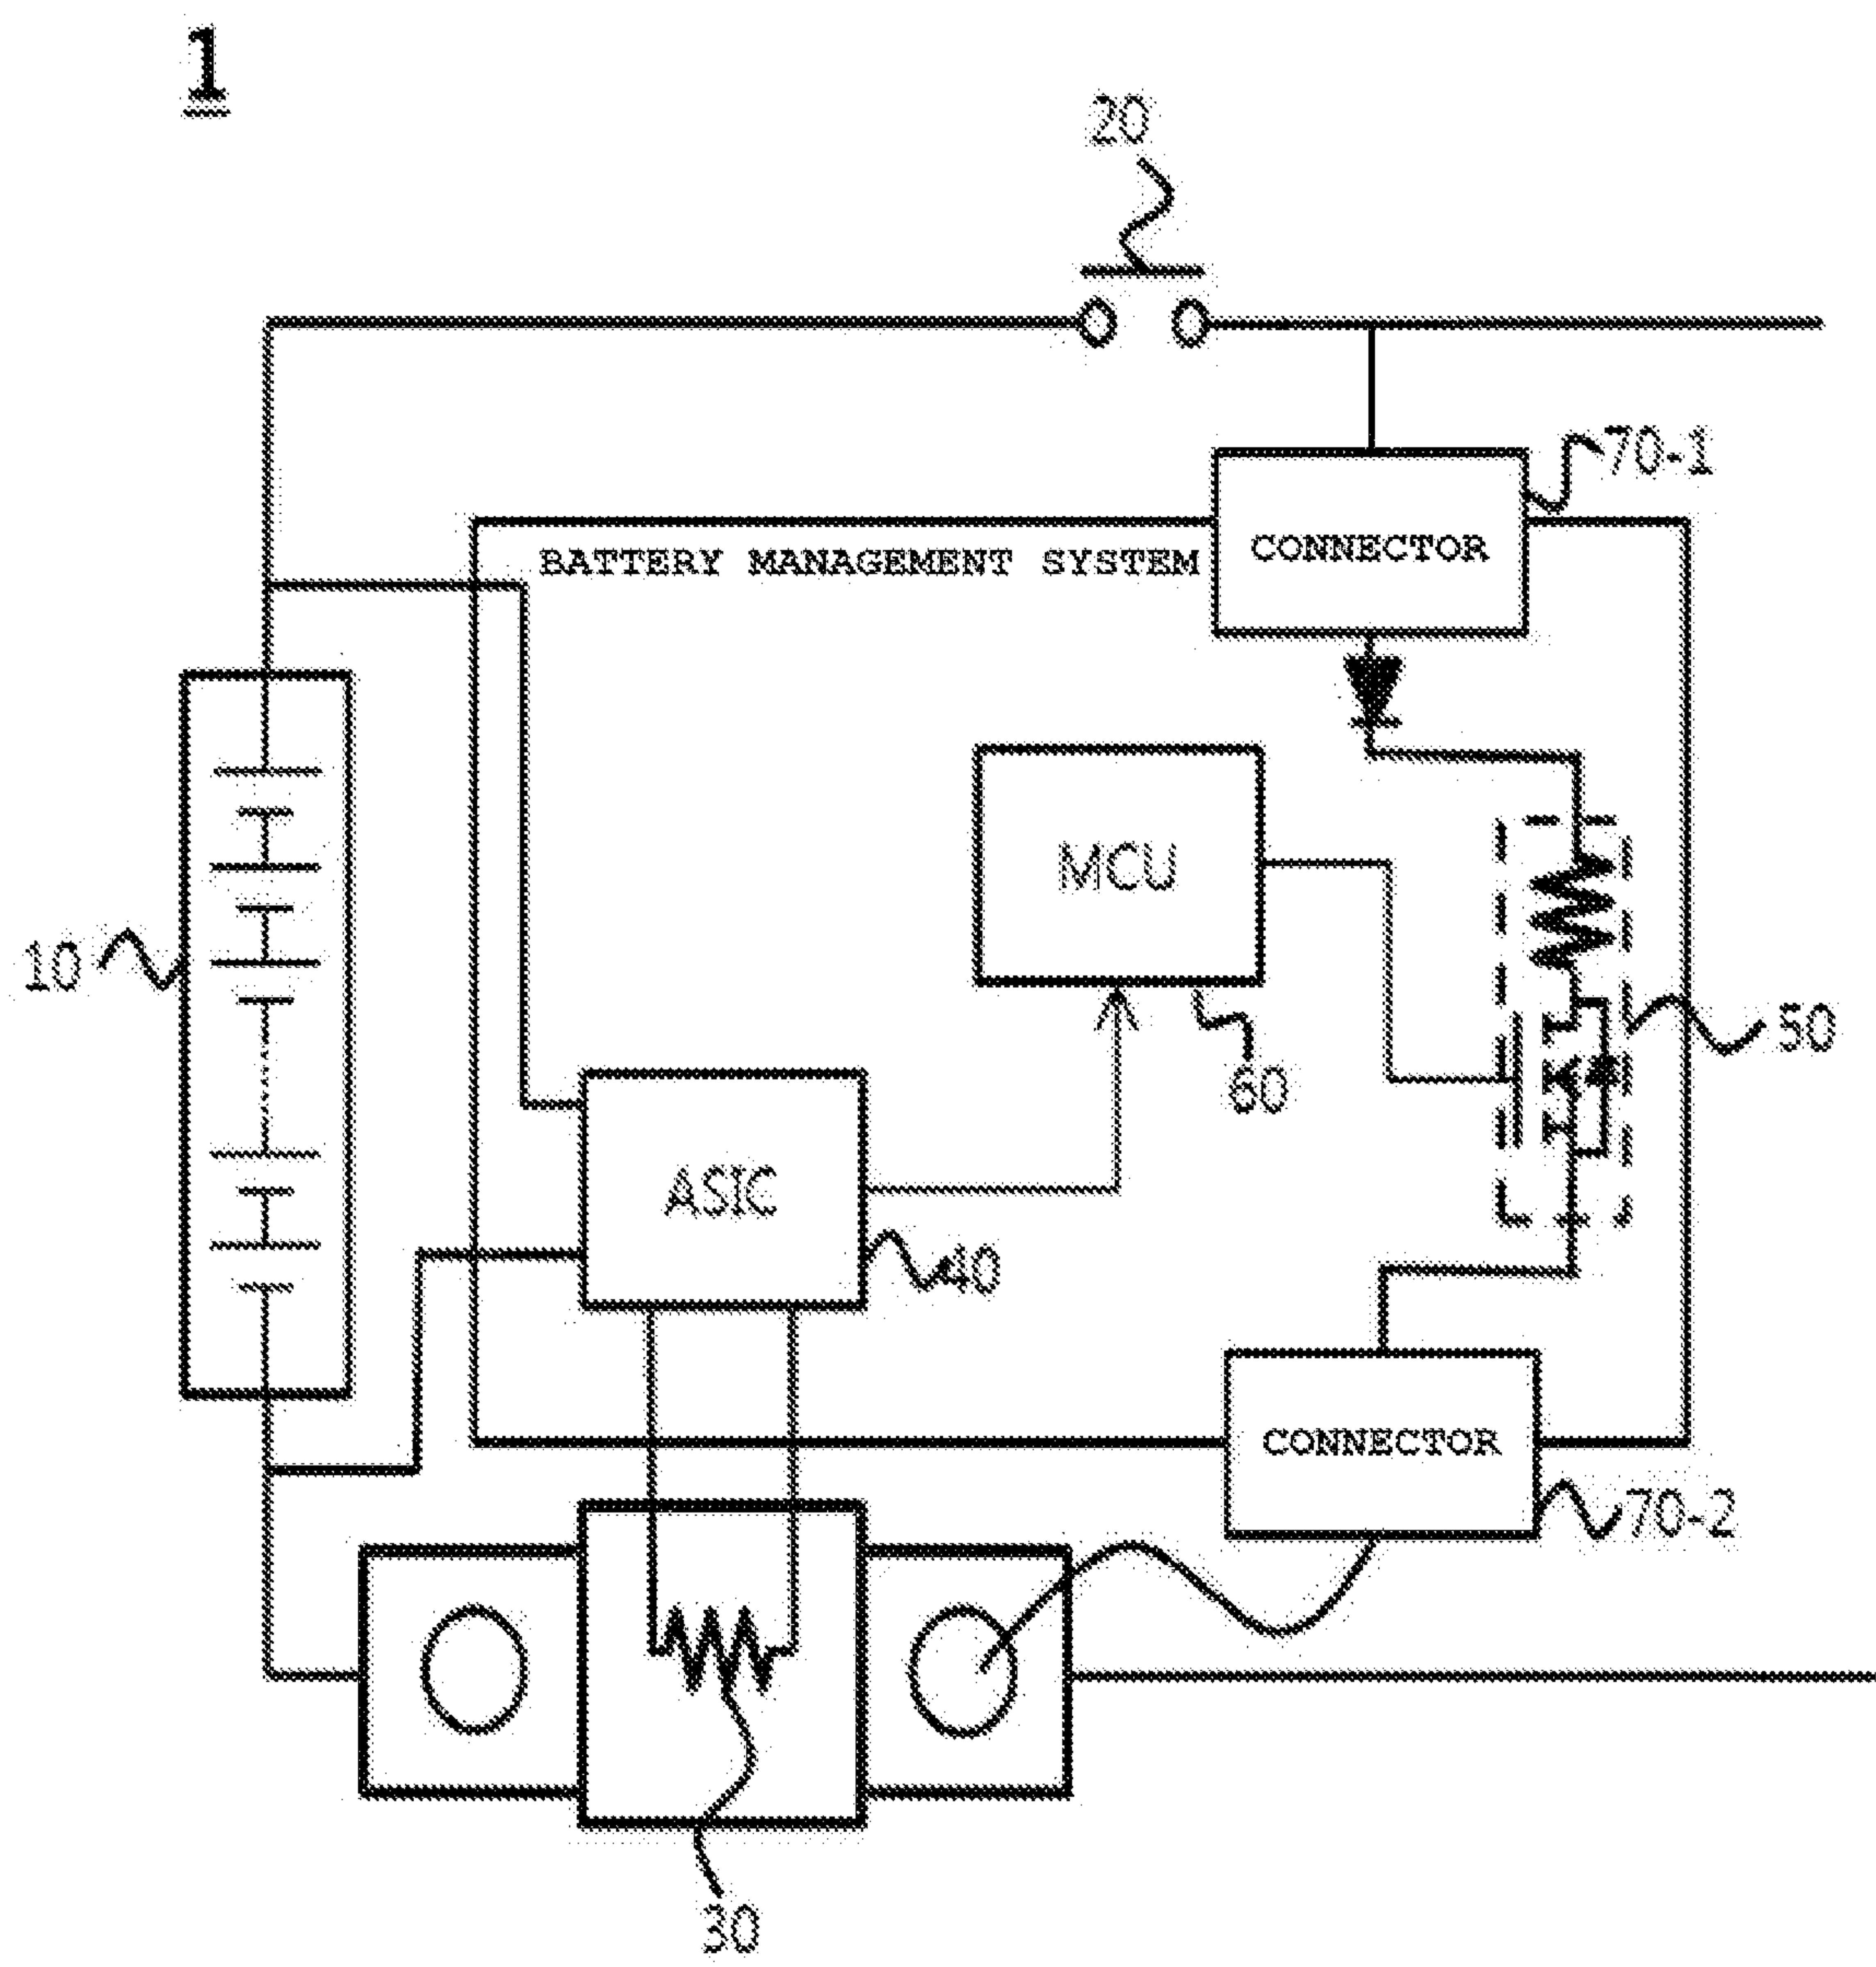 1
20
70-1
CONNECTOR
BATTERY MANAGEMENT SYSTEM
MCU
10
50
60
ASIC
40
CONNECTOR
70-2
30